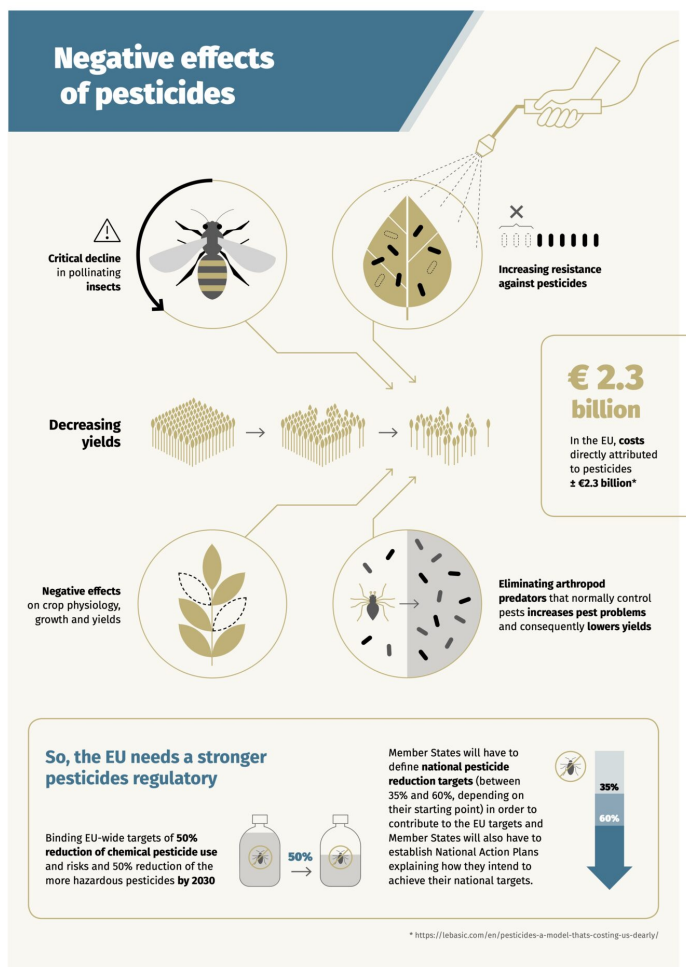 Negative effects
of pesticides
Critical decline
in pollinating
insects
Increasing resistance
against pesticides
€ 2.3
billion
In the EU, costs
directly attributed
to pesticides
± €2.3 billion*
Decreasing
yields
Negative effects
on crop physiology,
growth and yields
Eliminating arthropod
predators that normally control
pests increases pest problems
and consequently lowers yields
So, the EU needs a stronger
pesticides regulatory
Binding EU-wide targets of 50%
reduction of chemical pesticide use
and risks and 50% reduction of the
more hazardous pesticides by 2030
50%
Member States will have to
define national pesticide
reduction targets (between
35% and 60%, depending on
their starting point) in order to
contribute to the EU targets and
Member States will also have to
establish National Action Plans
explaining how they intend to
achieve their national targets.
35%
60%
* https://lebasic.com/en/pesticides-a-model-thats-costing-us-dearly/